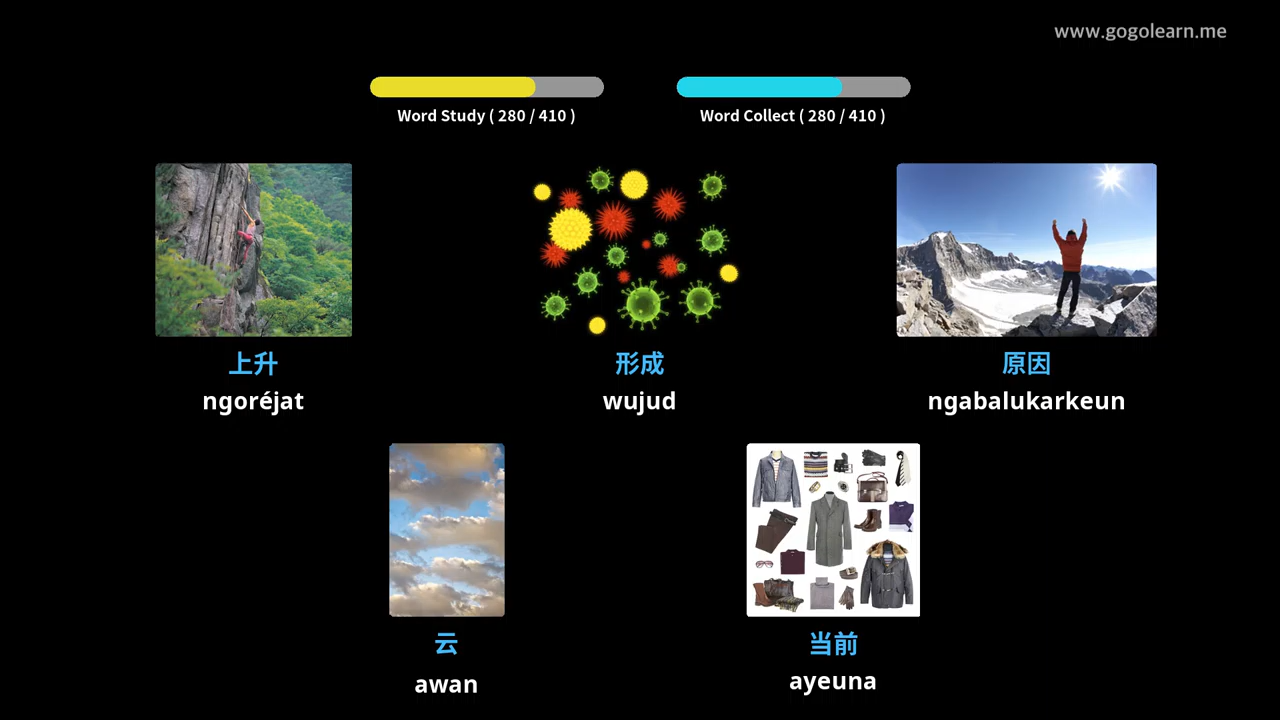 www.gogolearn.me
Word Study ( 280 / 410 )
Word Collect ( 280 / 410 )
上升
ngoréjat
形成
wujud
原因
ngabalukarkeun
云
awan
当前
ayeuna